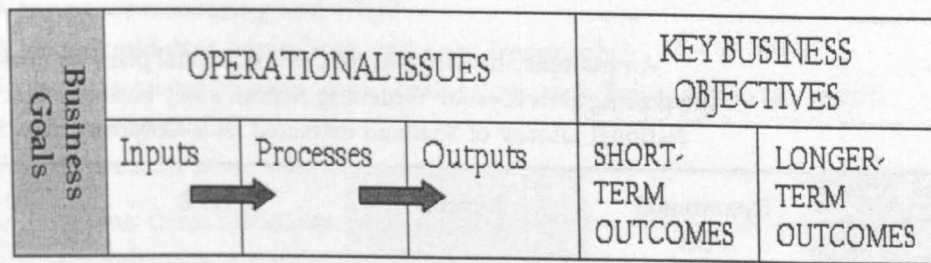 Business
Goals
OPERATIONAL ISSUES
KEY BUSINESS
OBJECTIVES
Inputs
Processes
Outputs
SHORT-
TERM
OUTCOMES
LONGER-
TERM
OUTCOMES